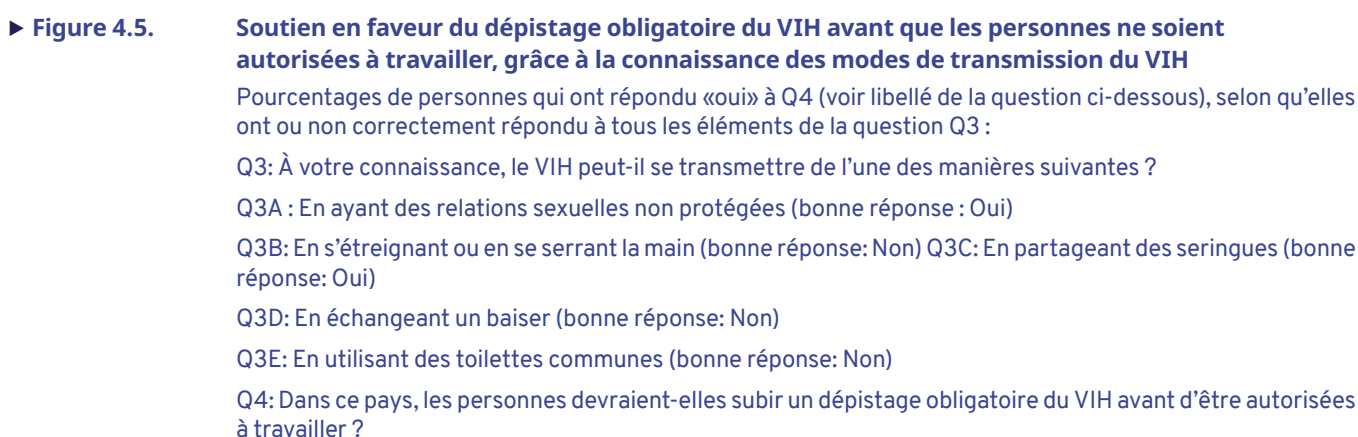 ▶ Figure 4.5. Soutien en faveur du dépistage obligatoire du VIH avant que les personnes ne soient
autorisées à travailler, grâce à la connaissance des modes de transmission du VIH
Pourcentages de personnes qui ont répondu «oui» à Q4 (voir libellé de la question ci-dessous), selon qu’elles
ont ou non correctement répondu à tous les éléments de la question Q3 :
Q3: À votre connaissance, le VIH peut-il se transmettre de l’une des manières suivantes ?
Q3A : En ayant des relations sexuelles non protégées (bonne réponse : Oui)
Q3B: En s’étreignant ou en se serrant la main (bonne réponse: Non) Q3C: En partageant des seringues (bonne
réponse: Oui)
Q3D: En échangeant un baiser (bonne réponse: Non)
Q3E: En utilisant des toilettes communes (bonne réponse: Non)
Q4: Dans ce pays, les personnes devraient-elles subir un dépistage obligatoire du VIH avant d’être autorisées
à travailler ?